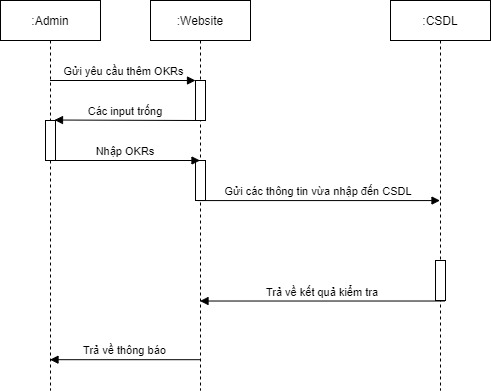 :Admin
:Website
:CSDL
Gửi yêu cầu thêm OKRs
Các input trống
Nhập OKRs
Gửi các thông tin vừa nhập đến CSDL
Trả về kết quả kiểm tra
Trả về thông báo